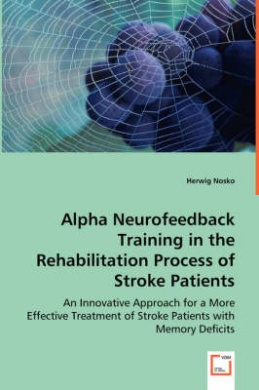 Herwig Nosko
Alpha Neurofeedback
Training in the
Rehabilitation Process of
Stroke Patients
An Innovative Approach for a More
Effective Treatment of Stroke Patients with
Memory Deficits